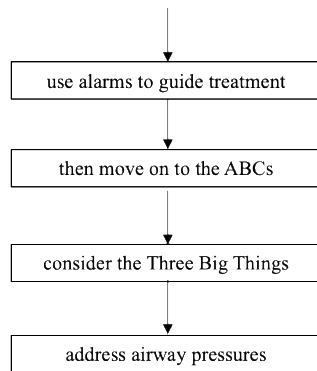 use alarms to guide treatment
then move on to the ABCs
consider the Three Big Things
address airway pressures